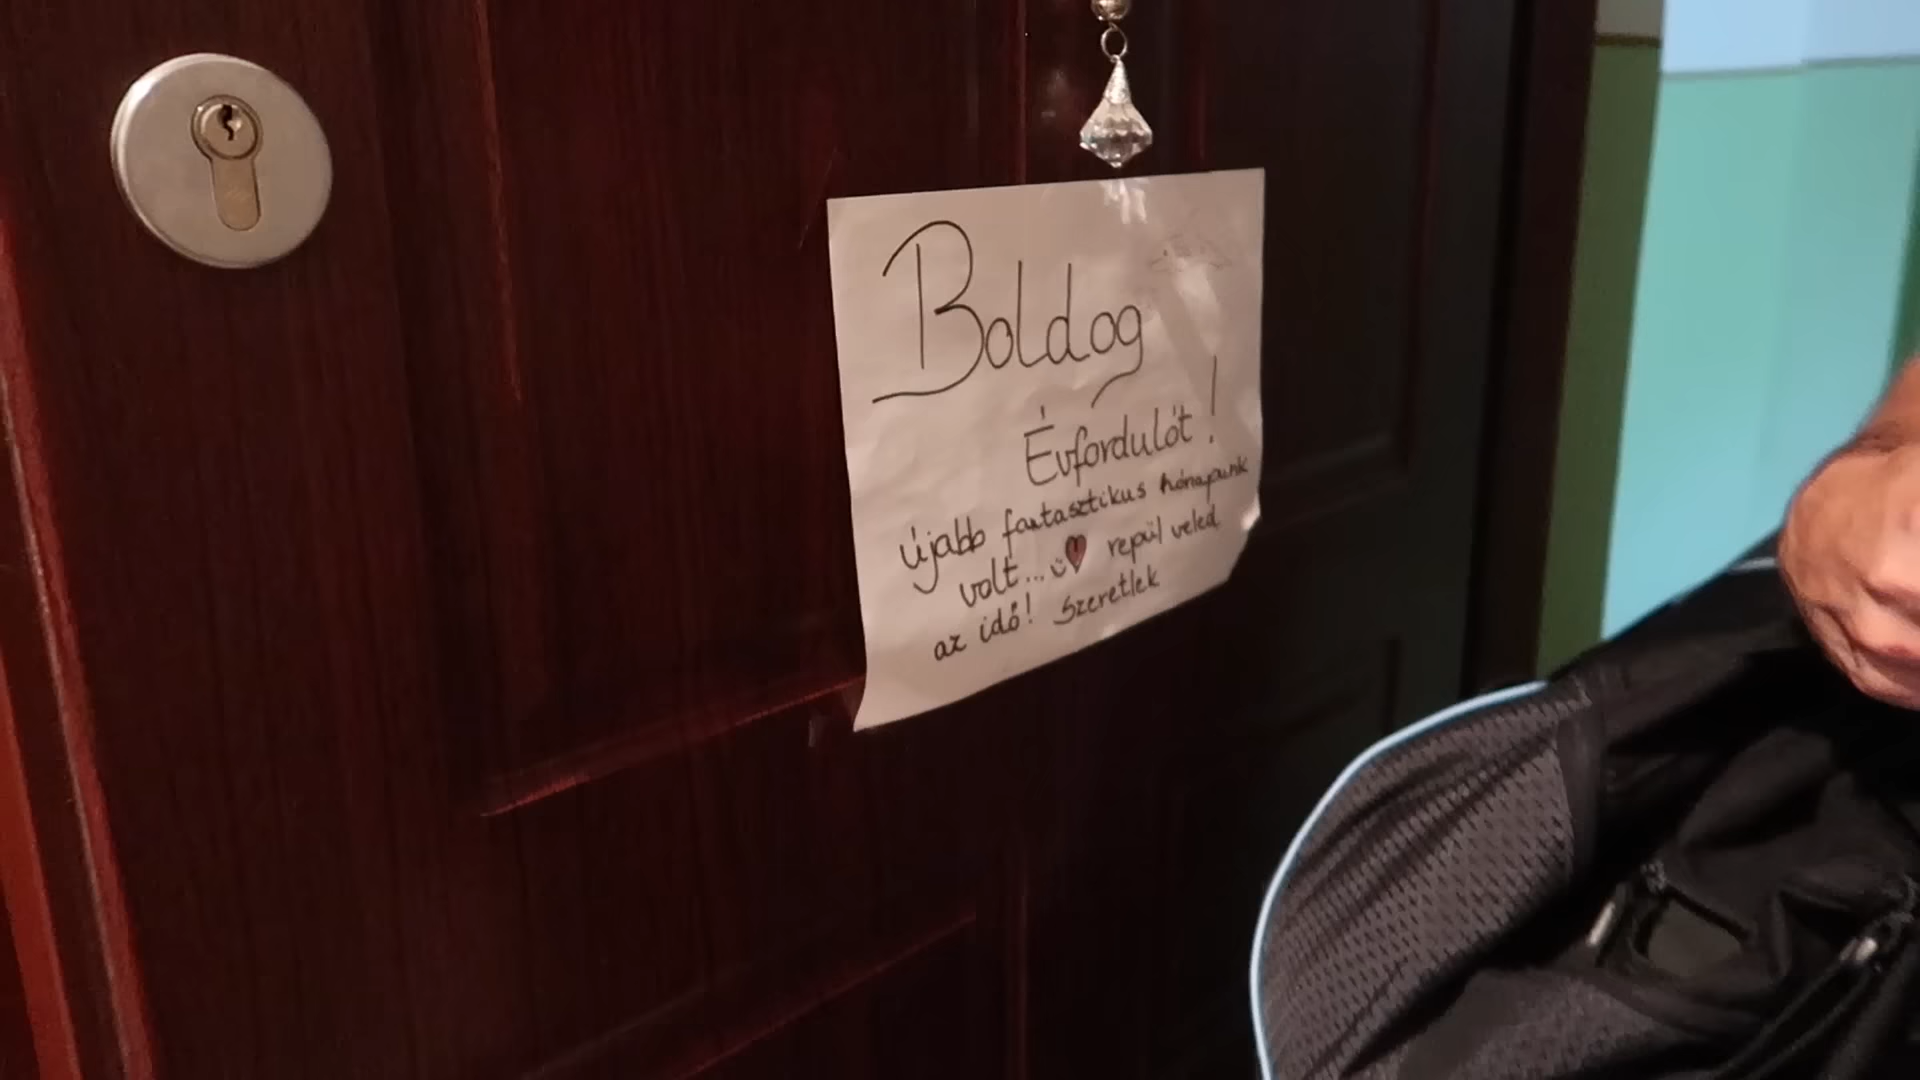 Boldog
Évfordulót!
újabb fantasztikus hónapunk
volt... repül veled
az idő! Szeretlek